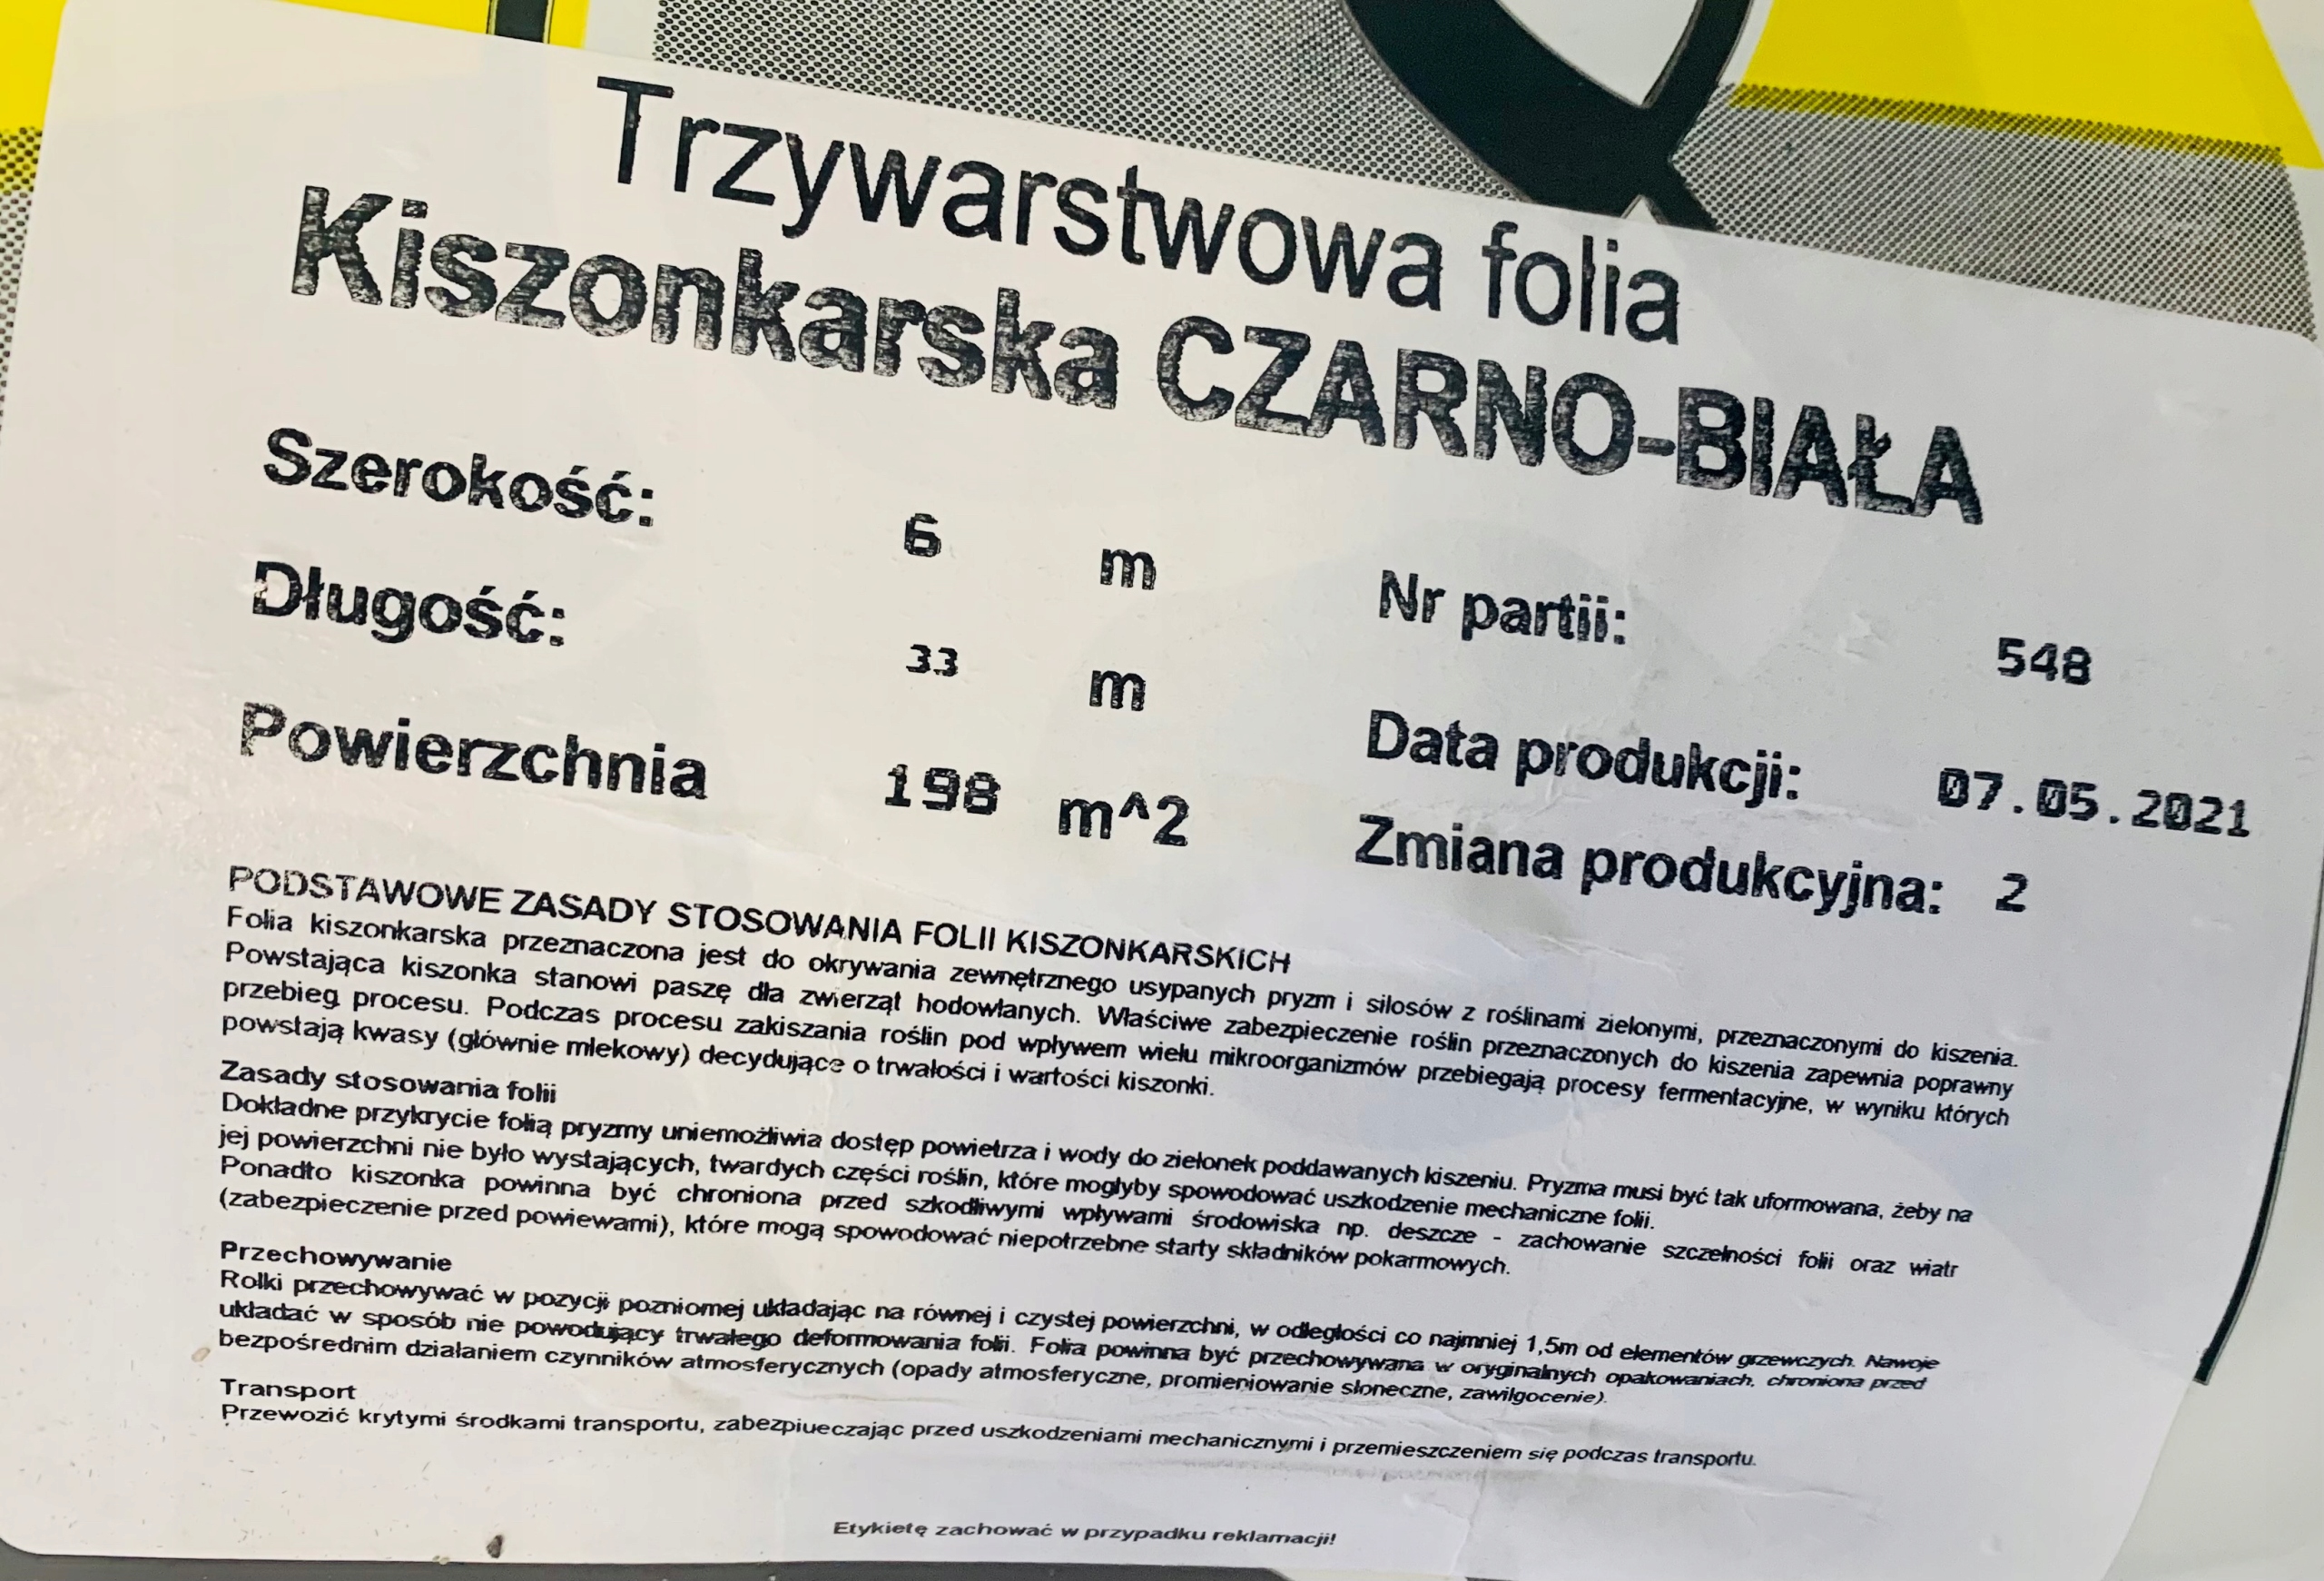 Trzywarstwowa folia
Kiszonkarska CZARNO-BIAŁA
Szerokość: 6 m
Długość: 33 m
Powierzchnia 198 m^2
Nr partii: 548
Data produkcji: 07.05.2021
Zmiana produkcyjna: 2
PODSTAWOWE ZASADY STOSOWANIA FOLII KISZONKARSKICH
Folia kiszonkarska przeznaczona jest do okrywania zewnętrznego usypanych pryzm i silosów z roślinami zielonymi, przeznaczonymi do kiszenia.
Powstająca kiszonka stanowi paszę dla zwierząt hodowlanych. Właściwe zabezpieczenie roślin przeznaczonych do kiszenia zapewnia poprawny
przebieg procesu. Podczas procesu zakiszania roślin pod wpływem wielu mikroorganizmów przebiegają procesy fermentacyjne, w wyniku których
powstają kwasy (głównie mlekowy) decydujące o trwałości i wartości kiszonki.
Zasady stosowania folii
Dokładne przykrycie folią pryzmy uniemożliwia dostęp powietrza i wody do zielonek poddawanych kiszeniu. Pryzma musi być tak uformowana, żeby na
jej powierzchni nie było wystających, twardych części roślin, które mogłyby spowodować uszkodzenie mechaniczne folii.
Ponadto kiszonka powinna być chroniona przed szkodliwymi wpływami środowiska np. deszcze - zachowanie szczelności folii oraz wiatr
(zabezpieczenie przed powiewami), które mogą spowodować niepotrzebne starty składników pokarmowych.
Przechowywanie
Rolki przechowywać w pozycji poziomej układając na równej i czystej powierzchni, w odległości co najmniej 1,5m od elementów grzewczych. Nawoje
układać w sposób nie powodujący trwałego deformowania folii. Folia powinna być przechowywana w oryginalnych opakowaniach, chroniona przed
bezpośrednim działaniem czynników atmosferycznych (opady atmosferyczne, promieniowanie słoneczne, zawilgocenie).
Transport
Przewozić krytymi środkami transportu, zabezpiueczając przed uszkodzeniami mechanicznymi i przemieszczeniem się podczas transportu.
Etykietę zachować w przypadku reklamacji!